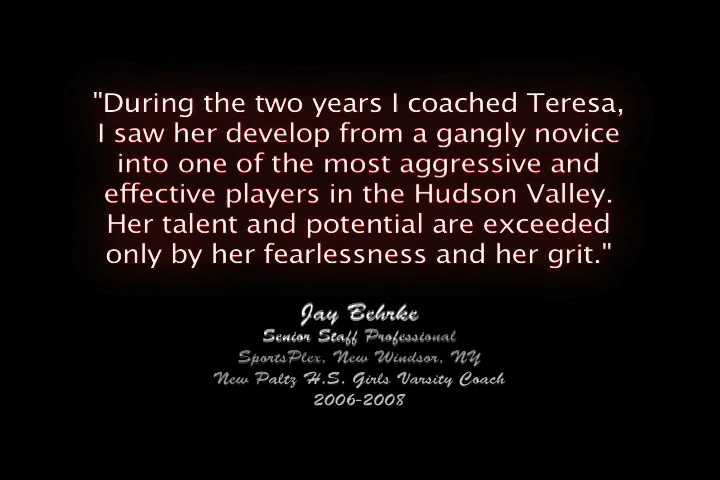 "During the two years I coached Teresa,
I saw her develop from a gangly novice
into one of the most aggressive and
effective players in the Hudson Valley.
Her talent and potential are exceeded
only by her fearlessness and her grit."
Jay Behrke
Senior Staff Professional
SportsPlex, New Windsor, NY
New Paltz H.S. Girls Varsity Coach
2006-2008